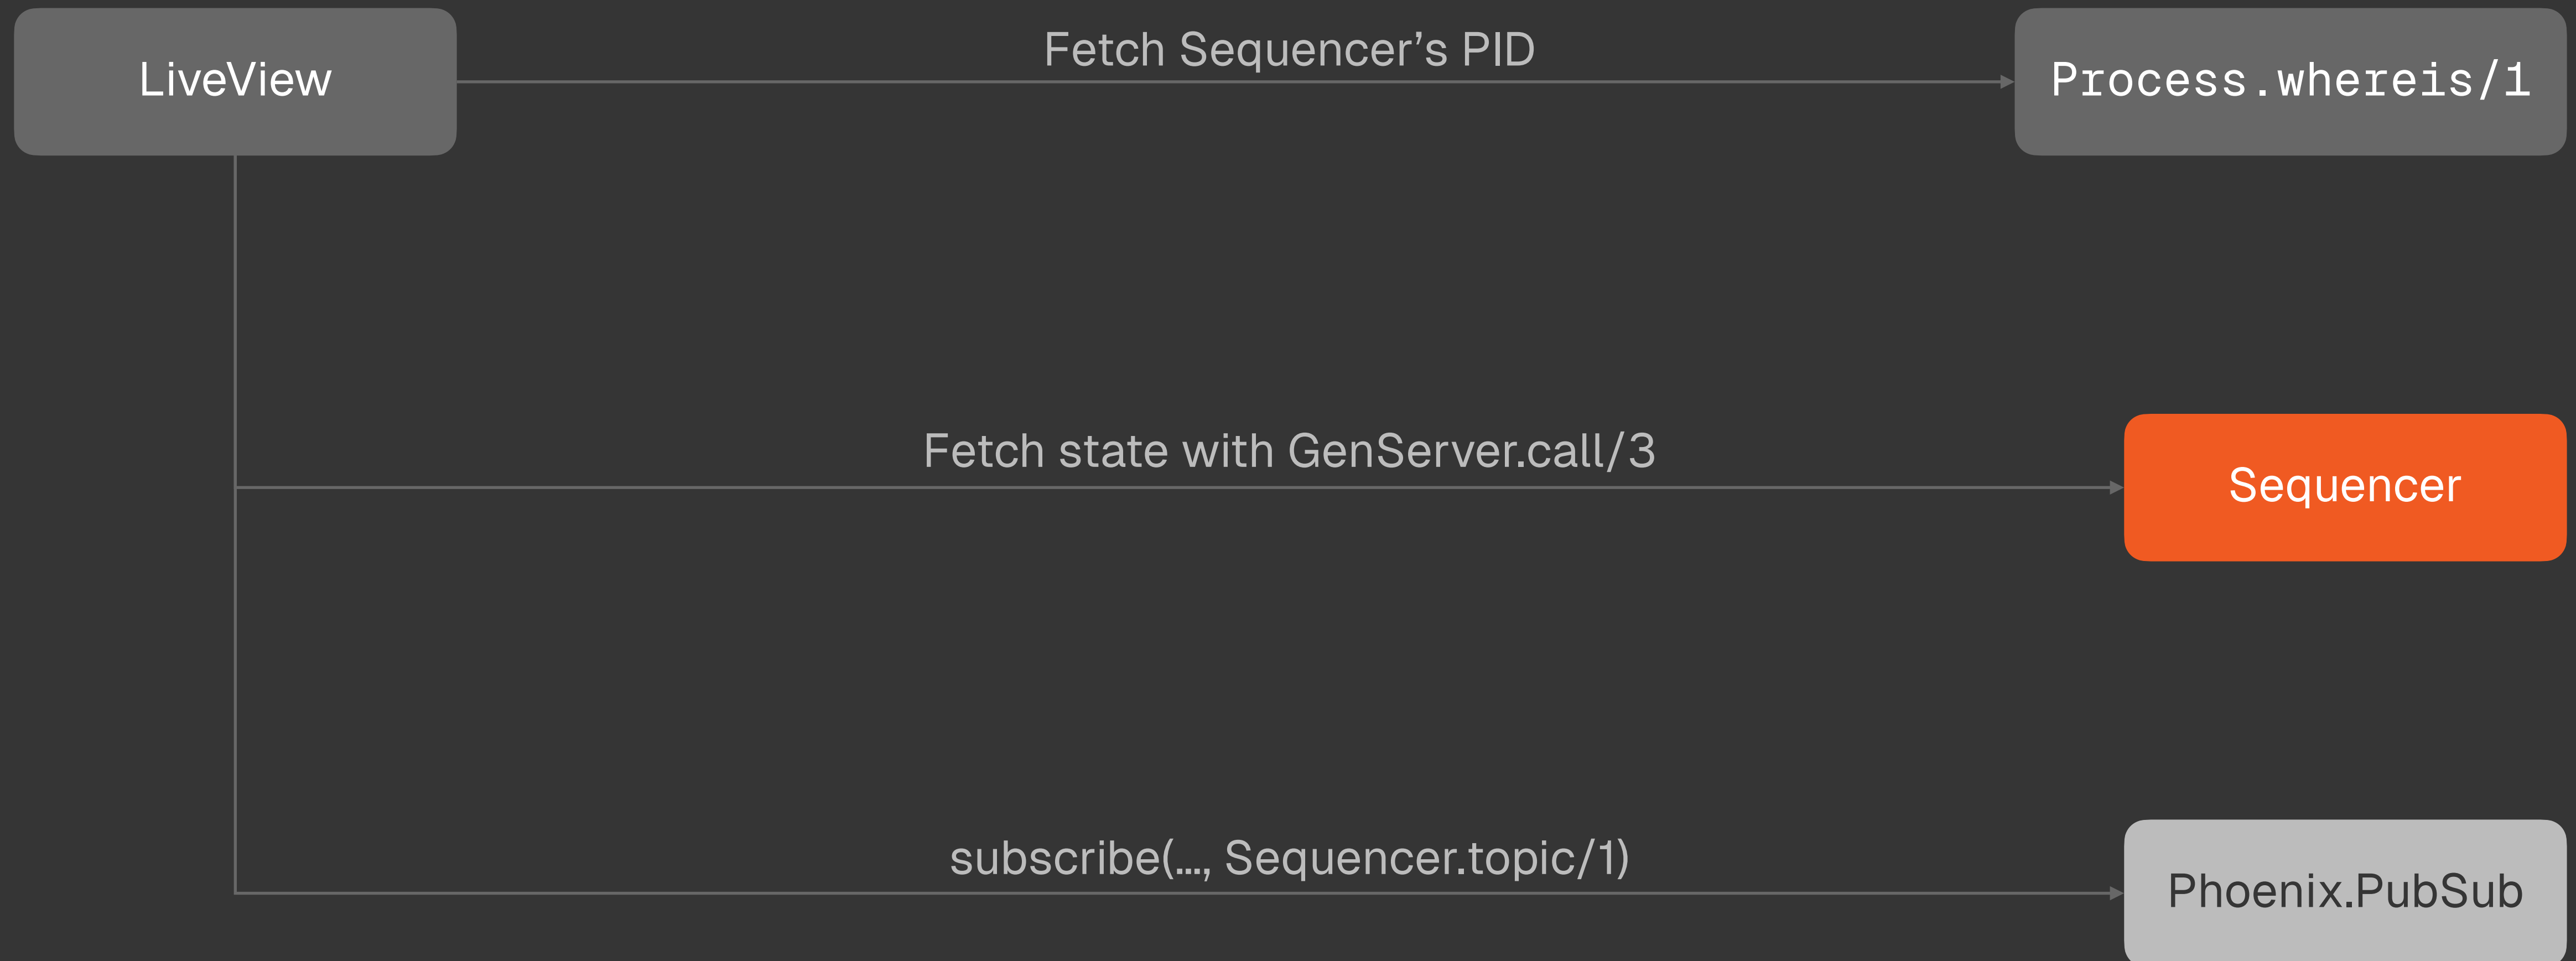 LiveView
Fetch Sequencer’s PID
Process.whereis/1
Fetch state with GenServer.call/3
Sequencer
subscribe(…, Sequencer.topic/1)
Phoenix.PubSub